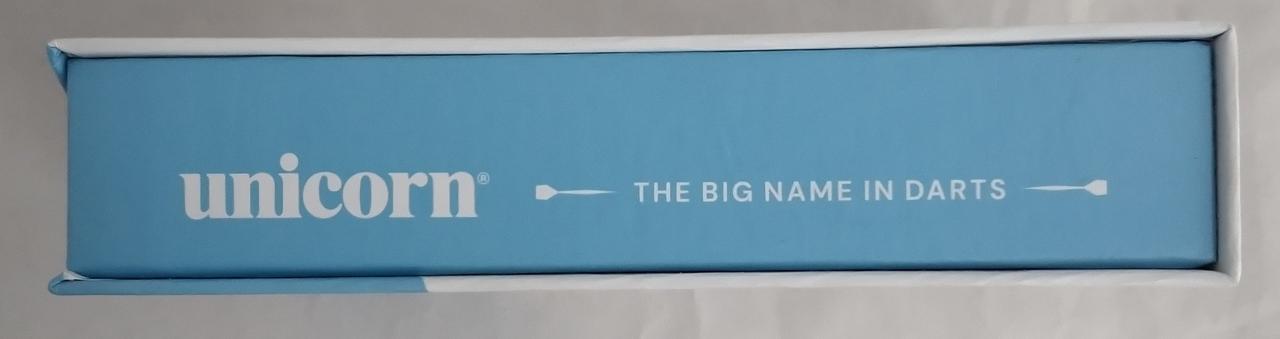 unicorn® THE BIG NAME IN DARTS